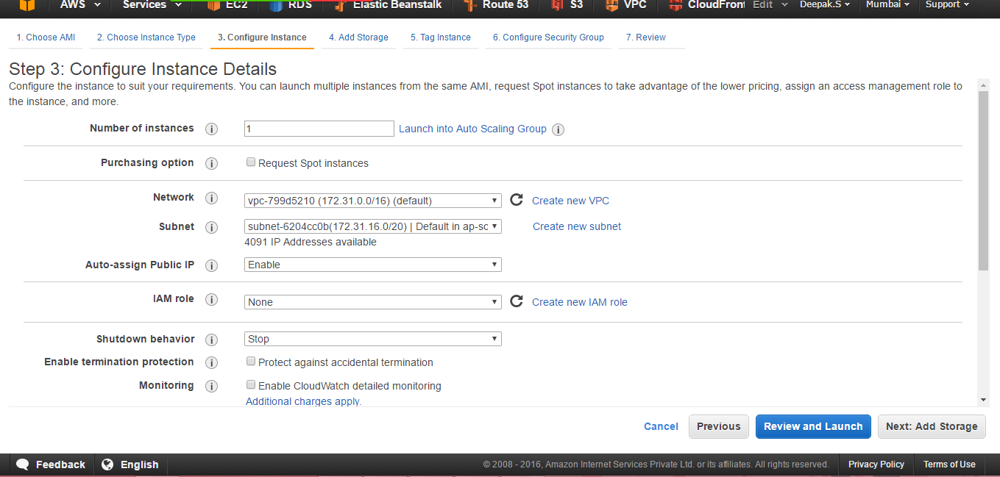 AWS Services EC2 RDS Elastic Beanstalk Route 53 S3 VPC CloudFront Edit Deepak.S Mumbai Support
1. Choose AMI 2. Choose Instance Type 3. Configure Instance 4. Add Storage 5. Tag Instance 6. Configure Security Group 7. Review
Step 3: Configure Instance Details
Configure the instance to suit your requirements. You can launch multiple instances from the same AMI, request Spot instances to take advantage of the lower pricing, assign an access management role to
the instance, and more.
Number of instances 1 Launch into Auto Scaling Group
Purchasing option Request Spot instances
Network vpc-799d5210 (172.31.0.0/16) (default) Create new VPC
Subnet subnet-6204cc0b(172.31.16.0/20) | Default in ap-sc Create new subnet
4091 IP Addresses available
Auto-assign Public IP Enable
IAM role None Create new IAM role
Shutdown behavior Stop
Enable termination protection Protect against accidental termination
Monitoring Enable CloudWatch detailed monitoring
Additional charges apply.
Cancel Previous Review and Launch Next: Add Storage
Feedback English © 2008 - 2016, Amazon Internet Services Private Ltd. or its affiliates. All rights reserved. Privacy Policy Terms of Use